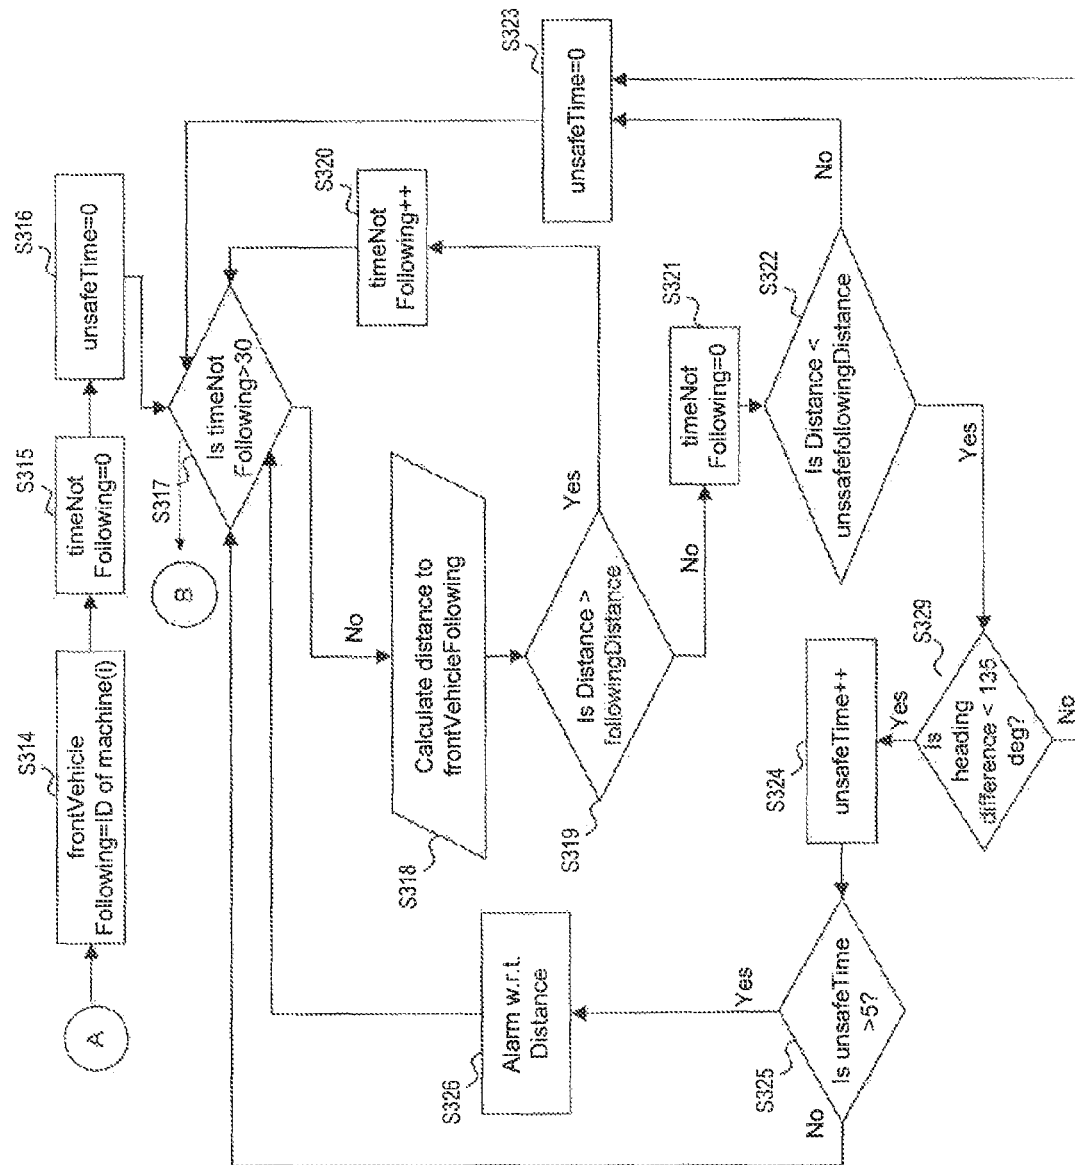 A
S314
frontVehicle
Following=ID of machine(i)
S315
timeNot
Following=0
S316
unsafeTime=0
B
S317
Is timeNot
Following>30
No
S318
Calculate distance to
frontVehicleFollowing
S319
Is Distance >
followingDistance
Yes
S320
timeNot
Following++
No
S321
timeNot
Following=0
S322
Is Distance <
unssafefollowingDistance
No
S323
unsafeTime=0
Yes
S329
Is
heading
difference < 135
deg?
No
Yes
S324
unsafeTime++
S325
Is unsafeTime
>5?
No
Yes
S326
Alarm w.r.t.
Distance